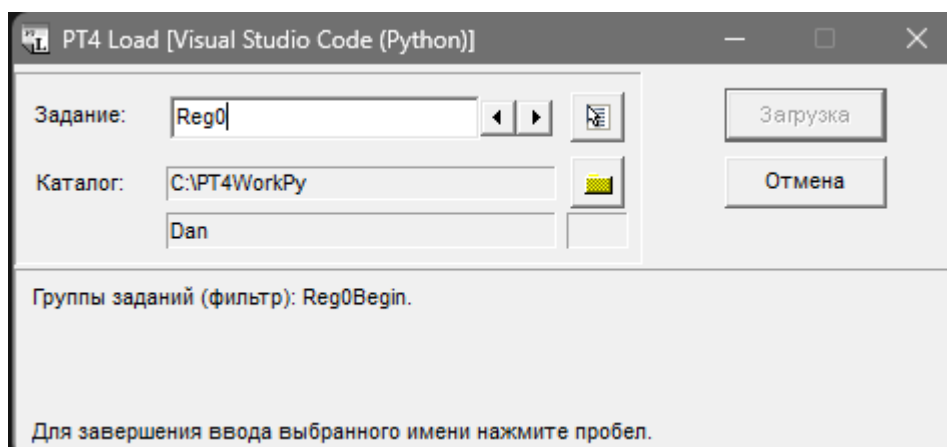 PT4 Load [Visual Studio Code (Python)]
Задание: Reg0
Загрузка
Каталог: C:\PT4WorkPy
Отмена
Dan
Группы заданий (фильтр): Reg0Begin.
Для завершения ввода выбранного имени нажмите пробел.